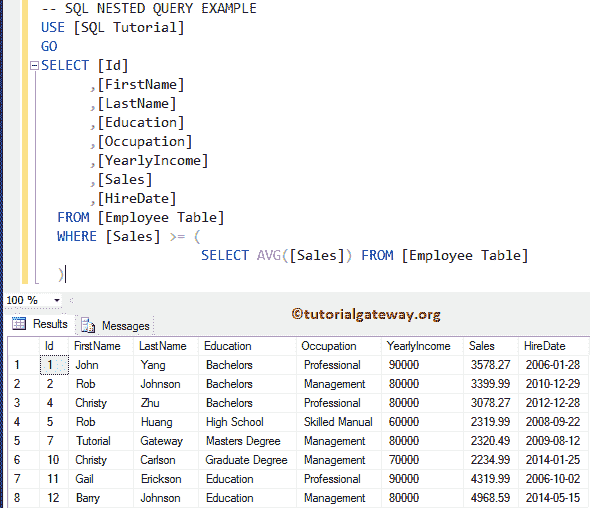 -- SQL NESTED QUERY EXAMPLE
USE [SQL Tutorial]
GO
SELECT [Id]
,[FirstName]
,[LastName]
,[Education]
,[Occupation]
,[YearlyIncome]
,[Sales]
,[HireDate]
FROM [Employee Table]
WHERE [Sales] >= (
SELECT AVG([Sales]) FROM [Employee Table]
)
100 %
©tutorialgateway.org
Results Messages
Id FirstName LastName Education Occupation YearlyIncome Sales HireDate
1 1 John Yang Bachelors Professional 90000 3578.27 2006-01-28
2 2 Rob Johnson Bachelors Management 80000 3399.99 2010-12-29
3 4 Christy Zhu Bachelors Professional 80000 3078.27 2012-12-28
4 5 Rob Huang High School Skilled Manual 60000 2319.99 2008-09-22
5 7 Tutorial Gateway Masters Degree Management 80000 2320.49 2009-08-12
6 10 Christy Carlson Graduate Degree Management 70000 2234.99 2014-01-25
7 11 Gail Erickson Education Professional 90000 4319.99 2006-10-02
8 12 Barry Johnson Education Management 80000 4968.59 2014-05-15